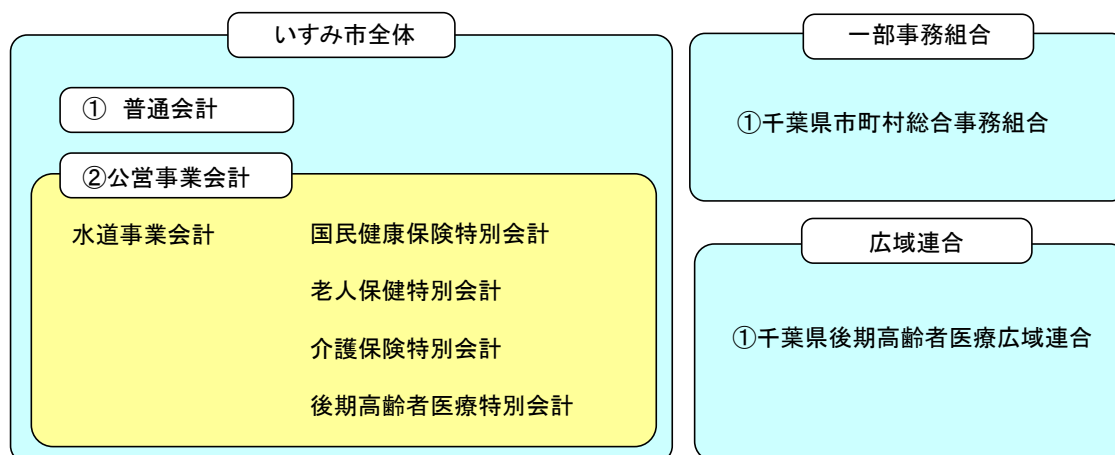 いすみ市全体
① 普通会計
②公営事業会計
水道事業会計
国民健康保険特別会計
老人保健特別会計
介護保険特別会計
後期高齢者医療特別会計
一部事務組合
①千葉県市町村総合事務組合
広域連合
①千葉県後期高齢者医療広域連合